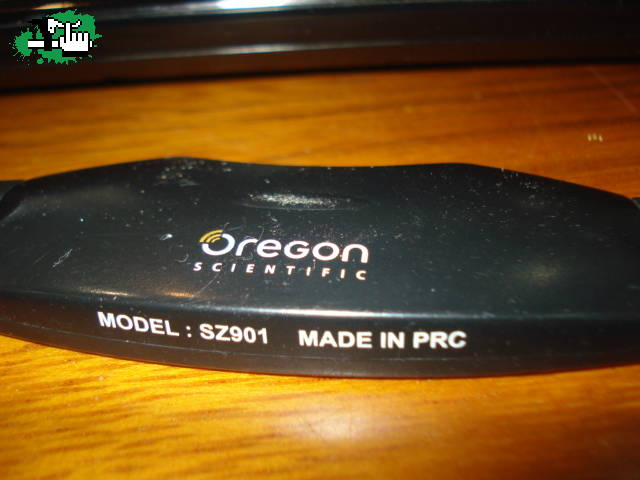 Oregon
SCIENTIFIC
MODEL : SZ901 MADE IN PRC